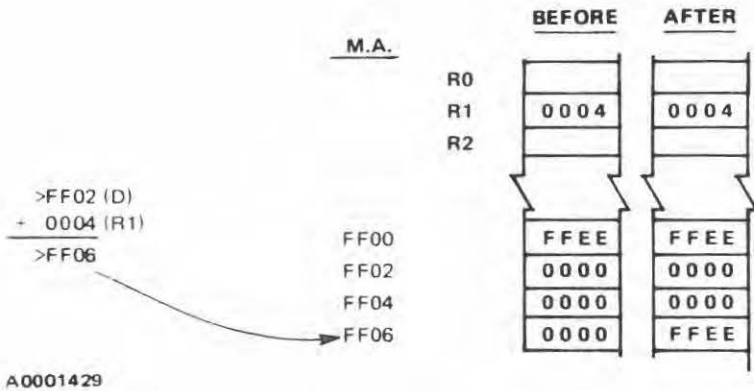 BEFORE AFTER
M.A.
R0
R1 0004 0004
R2
>FF02 (D)
+ 0004 (R1)
>FF06
FF00 FFEE FFEE
FF02 0000 0000
FF04 0000 0000
FF06 0000 FFEE
A0001429